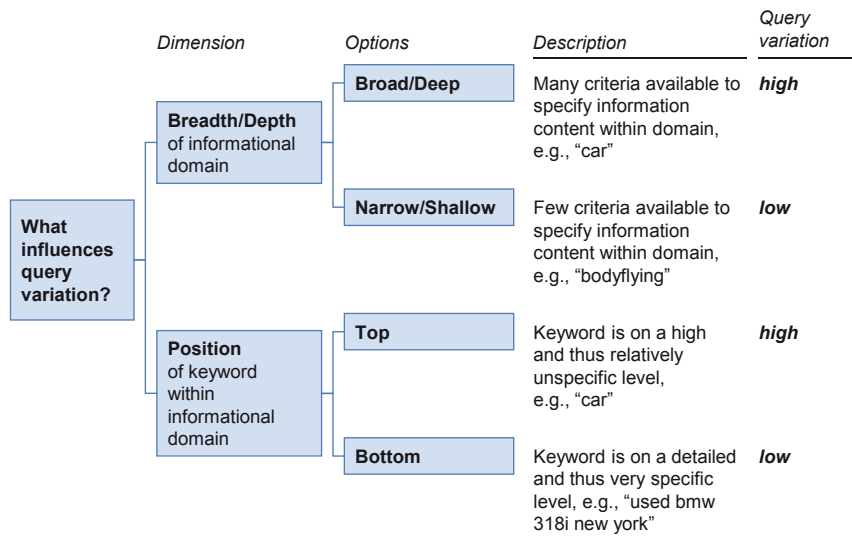 Dimension
Options
Description
Query
variation
What
influences
query
variation?
Breadth/Depth
of informational
domain
Broad/Deep
Many criteria available to
specify information
content within domain,
e.g., “car”
high
Narrow/Shallow
Few criteria available to
specify information
content within domain,
e.g., “bodyflying”
low
Position
of keyword
within
informational
domain
Top
Keyword is on a high
and thus relatively
unspecific level,
e.g., “car”
high
Bottom
Keyword is on a detailed
and thus very specific
level, e.g., “used bmw
318i new york”
low